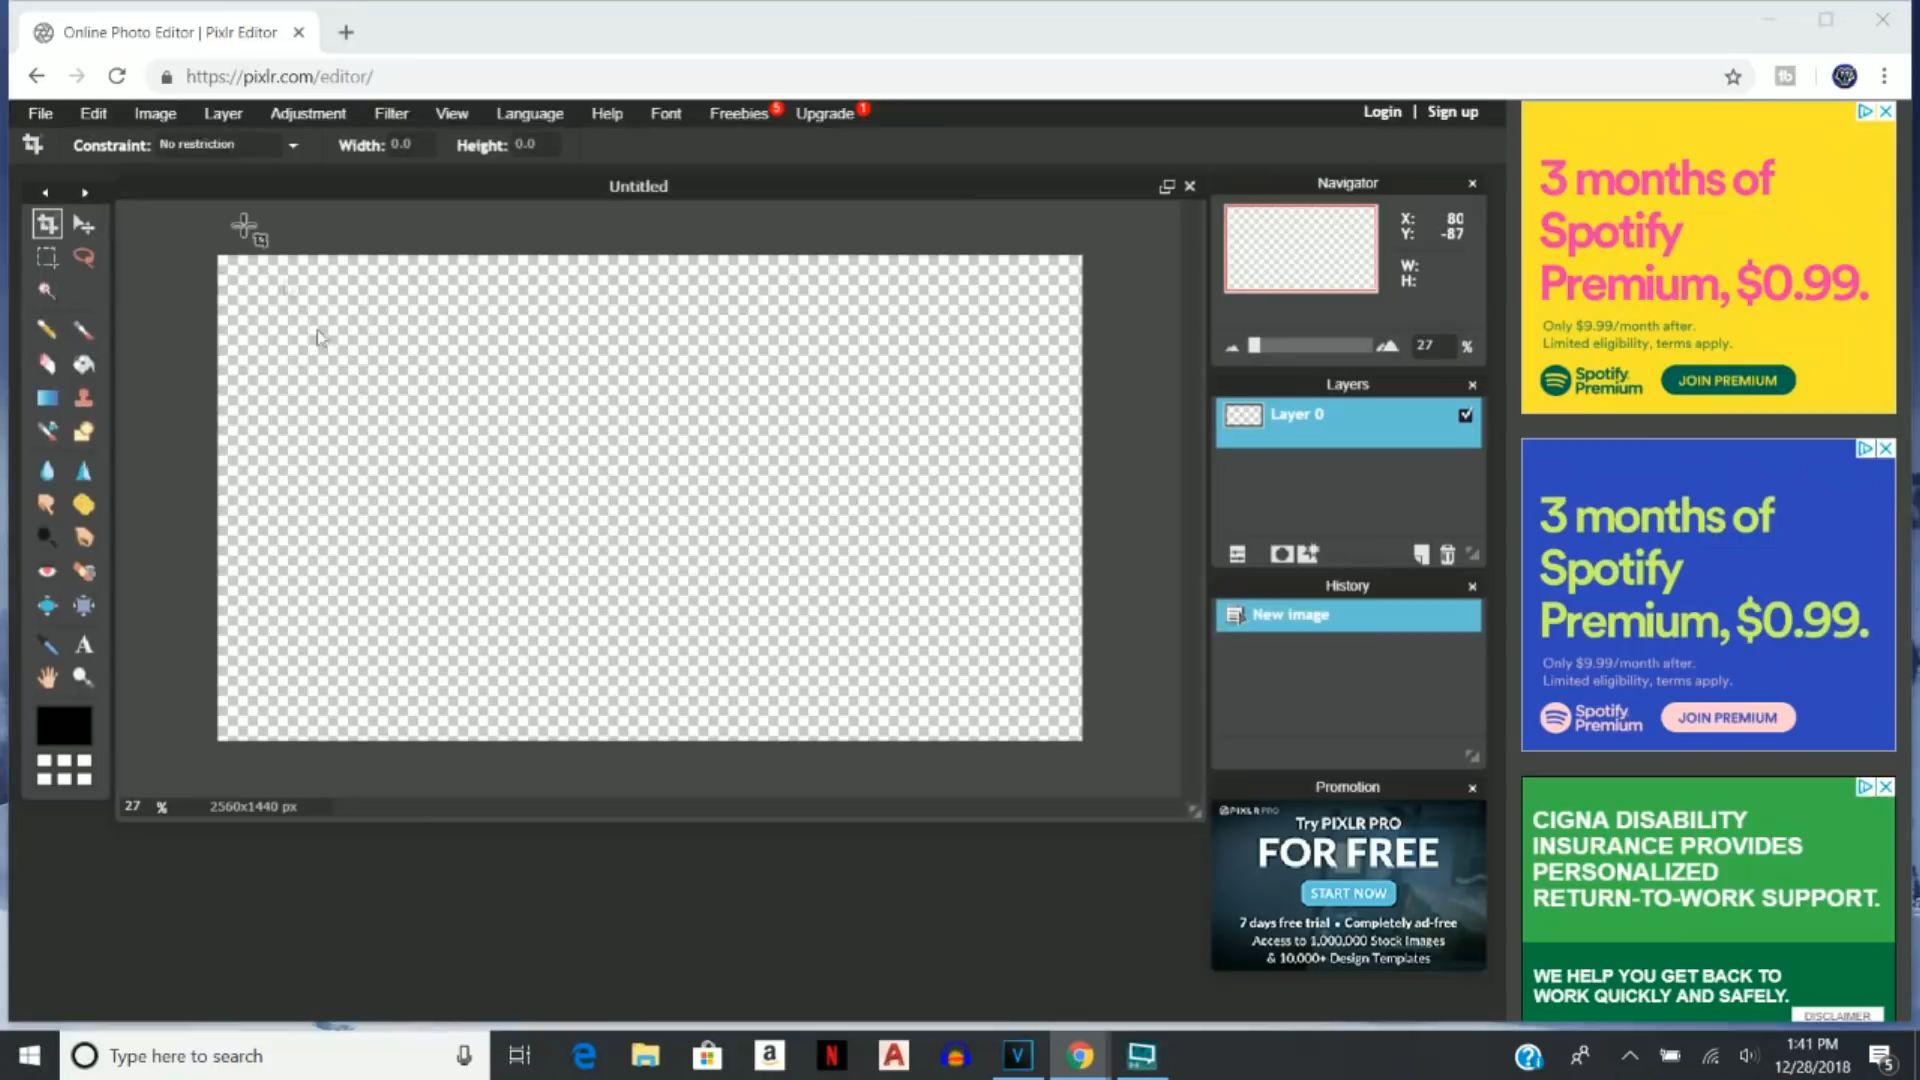 Online Photo Editor | Pixlr Editor
https://pixlr.com/editor/
File Edit Image Layer Adjustment Filter View Language Help Font Freebies 5 Upgrade 1
Login | Sign up
Constraint: No restriction Width: 0.0 Height: 0.0
Untitled
27 % 2560x1440 px
A
Navigator
X: 80
Y: -87
W:
H:
27 %
Layers
Layer 0
History
New image
Promotion
PIXLR PRO
Try PIXLR PRO
FOR FREE
START NOW
7 days free trial • Completely ad-free
Access to 1,000,000 Stock Images
& 10,000+ Design Templates
3 months of
Spotify
Premium, $0.99.
Only $9.99/month after.
Limited eligibility, terms apply.
Spotify Premium
JOIN PREMIUM
3 months of
Spotify
Premium, $0.99.
Only $9.99/month after.
Limited eligibility, terms apply.
Spotify Premium
JOIN PREMIUM
CIGNA DISABILITY
INSURANCE PROVIDES
PERSONALIZED
RETURN-TO-WORK SUPPORT.
WE HELP YOU GET BACK TO
WORK QUICKLY AND SAFELY.
DISCLAIMER
Type here to search
1:41 PM
12/28/2018
5